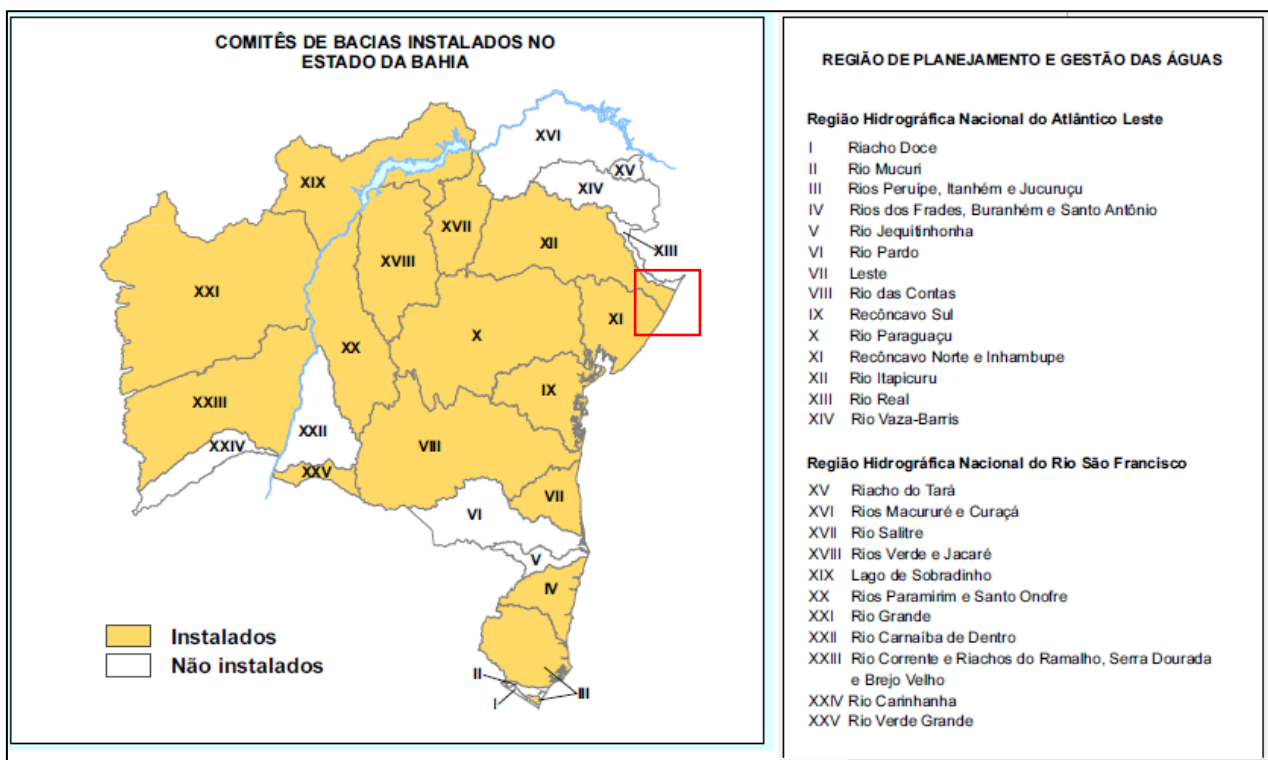 COMITÊS DE BACIAS INSTALADOS NO
ESTADO DA BAHIA
XVI
XV
XIV
XIX
XVII
XII
XIII
XVIII
XXI
XI
X
XX
IX
XXIII
XXII
VIII
XXIV
XXV
VII
VI
V
IV
II
III
I
Instalados
Não instalados
REGIÃO DE PLANEJAMENTO E GESTÃO DAS ÁGUAS
Região Hidrográfica Nacional do Atlântico Leste
I Riacho Doce
II Rio Mucuri
III Rios Peruípe, Itanhém e Jucuruçu
IV Rios dos Frades, Buranhém e Santo Antônio
V Rio Jequitinhonha
VI Rio Pardo
VII Leste
VIII Rio das Contas
IX Recôncavo Sul
X Rio Paraguaçu
XI Recôncavo Norte e Inhambupe
XII Rio Itapicuru
XIII Rio Real
XIV Rio Vaza-Barris
Região Hidrográfica Nacional do Rio São Francisco
XV Riacho do Tará
XVI Rios Macururé e Curaçá
XVII Rio Salitre
XVIII Rios Verde e Jacaré
XIX Lago de Sobradinho
XX Rios Paramirim e Santo Onofre
XXI Rio Grande
XXII Rio Carnaíba de Dentro
XXIII Rio Corrente e Riachos do Ramalho, Serra Dourada
e Brejo Velho
XXIV Rio Carinhanha
XXV Rio Verde Grande